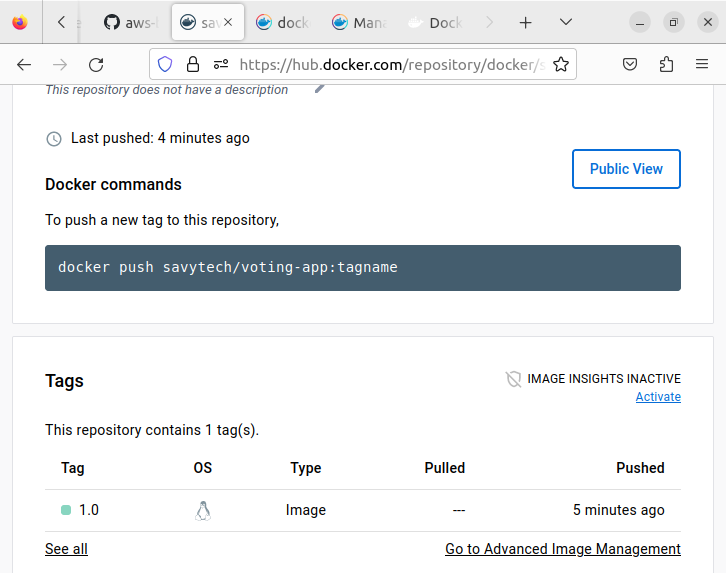 aws-
sav
dock
Mana
Dock
https://hub.docker.com/repository/docker/s
This repository does not have a description
Last pushed: 4 minutes ago
Public View
Docker commands
To push a new tag to this repository,
docker push savytech/voting-app:tagname
Tags
IMAGE INSIGHTS INACTIVE
Activate
This repository contains 1 tag(s).
Tag OS Type Pulled Pushed
1.0 Image --- 5 minutes ago
See all Go to Advanced Image Management